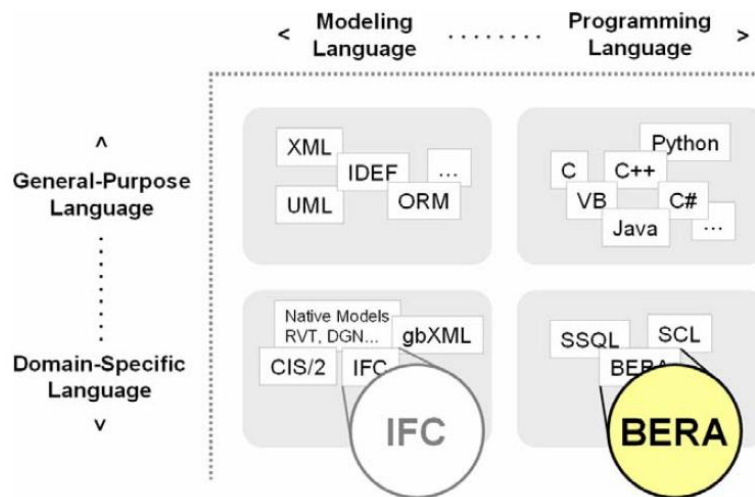 < Modeling Language ........ Programming Language >
^
General-Purpose
Language
Domain-Specific
Language
v
XML
IDEF
...
UML
ORM
Python
C
C++
VB
C#
Java
...
Native Models
RVT, DGN...
gbXML
CIS/2
IFC
IFC
SSQL
SCL
BERA
BERA